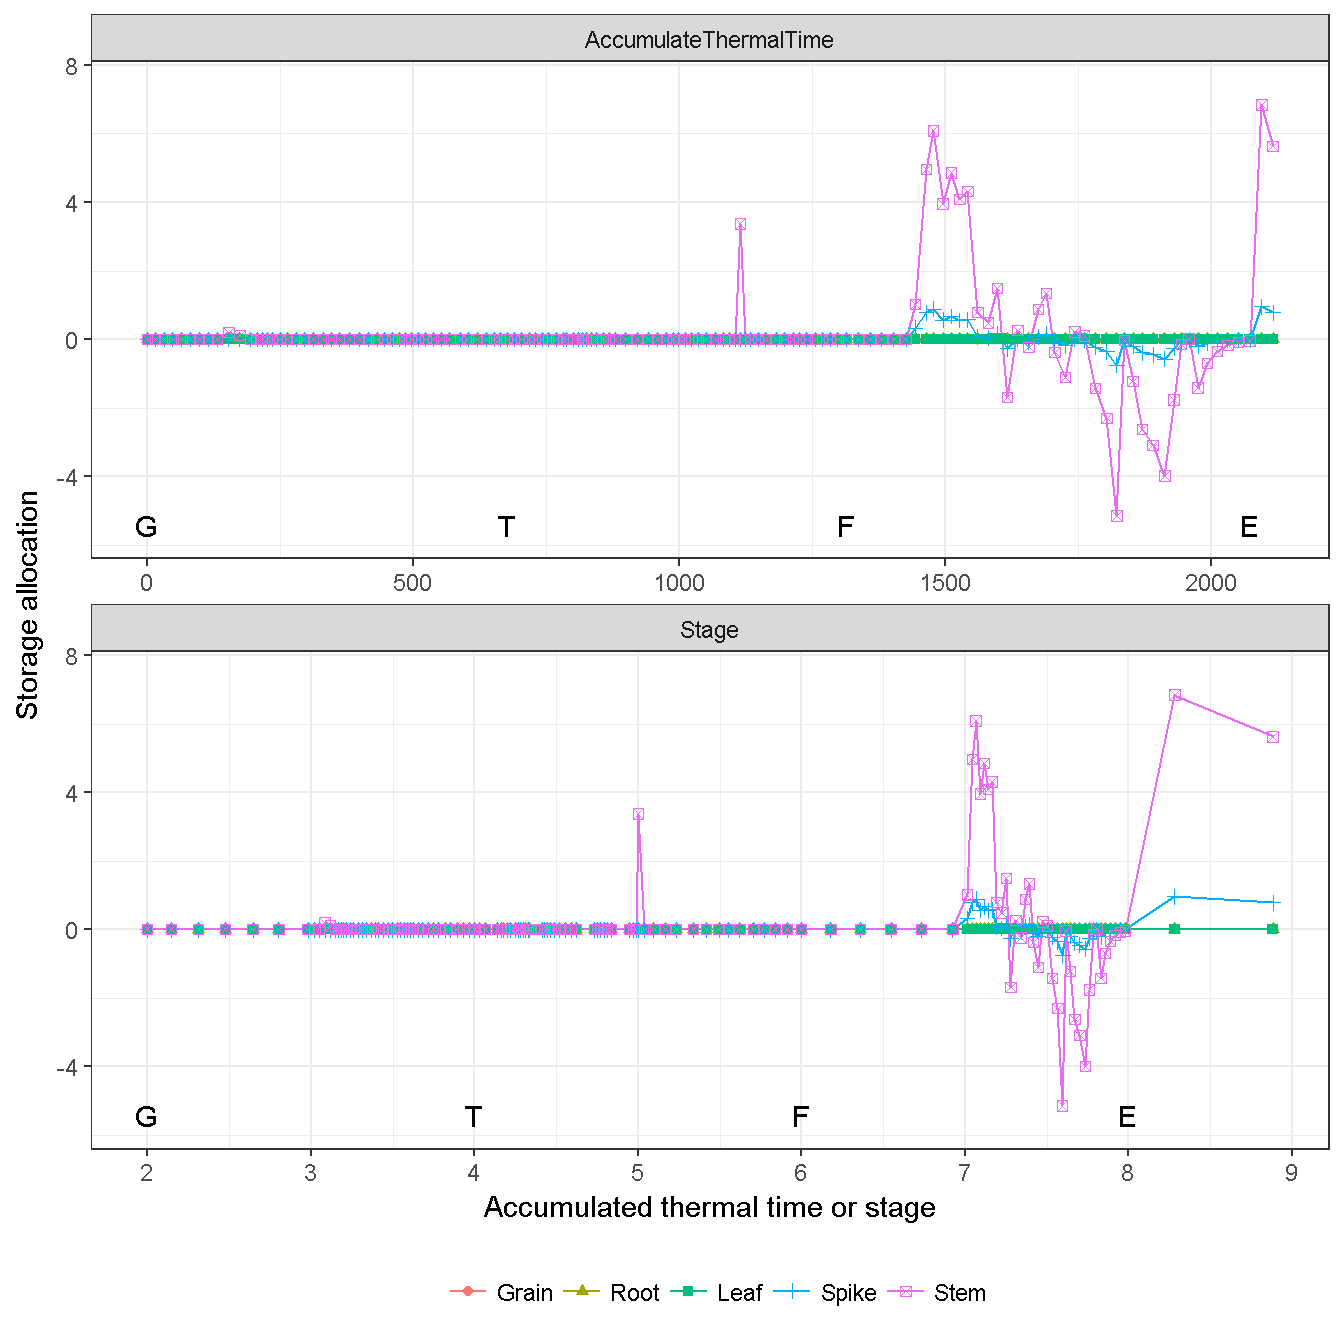 AccumulateThermalTime
8
4
0
-4
G T F E
0 500 1000 1500 2000
Storage allocation
Stage
8
4
0
-4
G T F E
2 3 4 5 6 7 8 9
Accumulated thermal time or stage
Grain Root Leaf Spike Stem